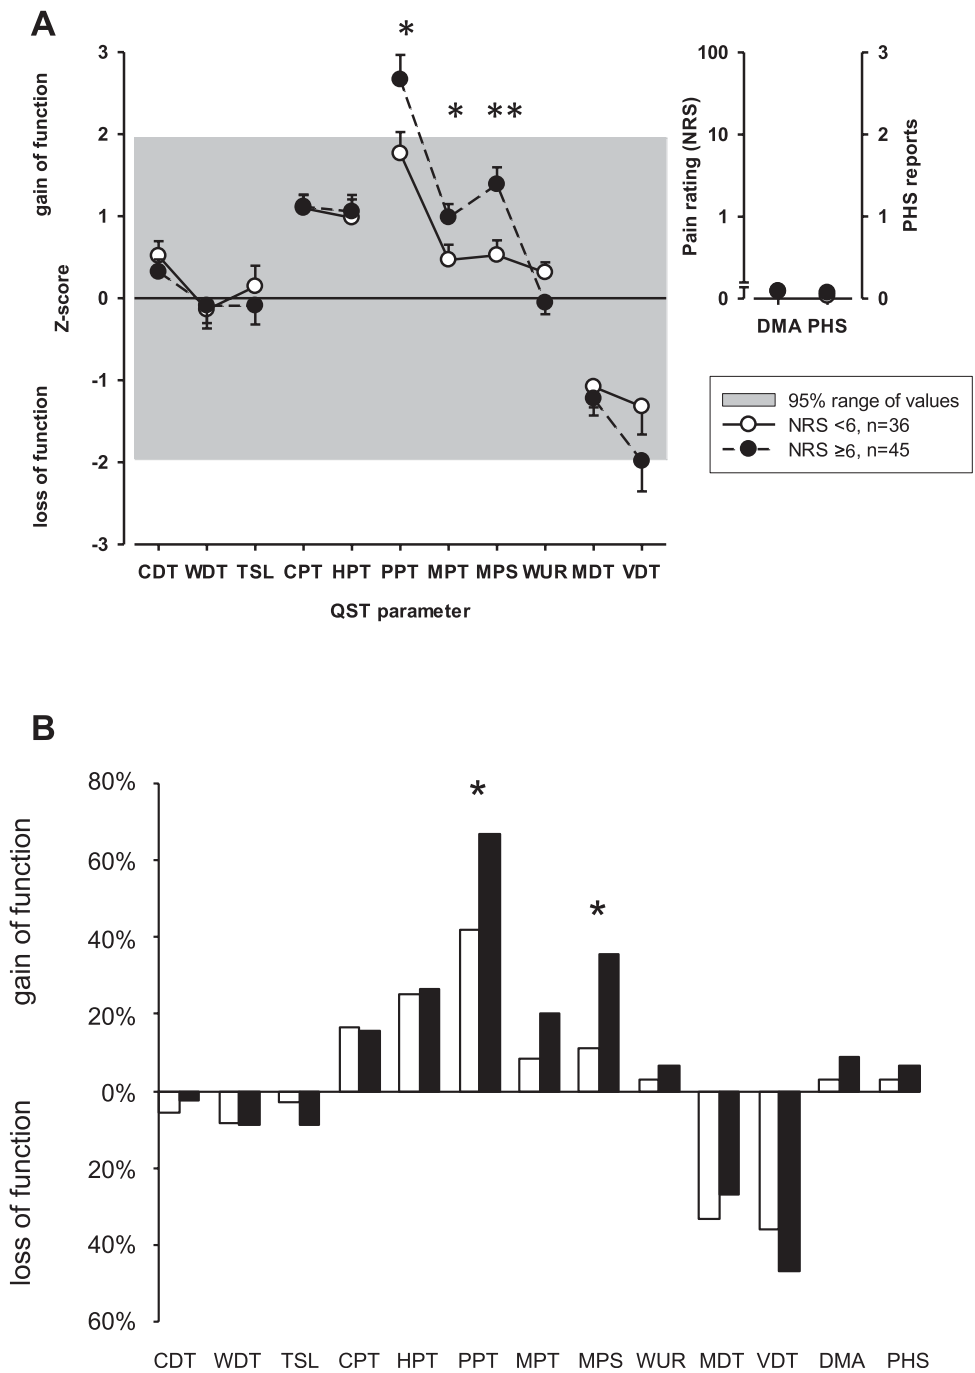 A
*
* **
3
2
1
0
-1
-2
-3
gain of function
Z-score
loss of function
CDT WDT TSL CPT HPT PPT MPT MPS WUR MDT VDT
QST parameter
100
10
1
0
Pain rating (NRS)
3
2
1
0
PHS reports
DMA PHS
95% range of values
NRS <6, n=36
NRS ≥6, n=45
B
*
*
80%
60%
40%
20%
0%
20%
40%
60%
gain of function
loss of function
CDT WDT TSL CPT HPT PPT MPT MPS WUR MDT VDT DMA PHS